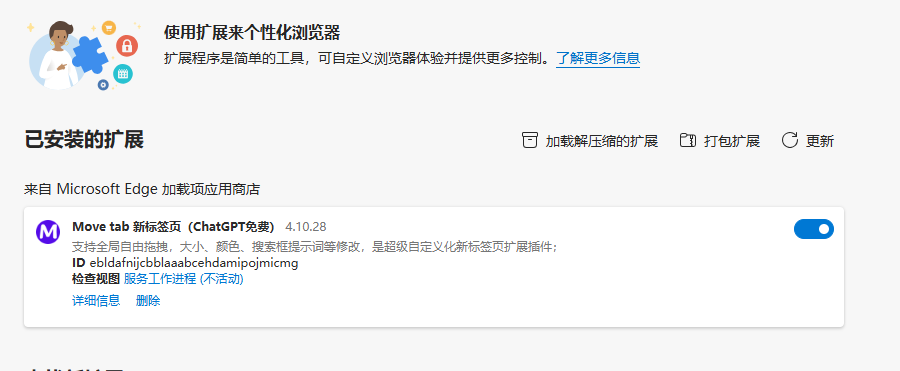 使用扩展来个性化浏览器
扩展程序是简单的工具，可自定义浏览器体验并提供更多控制。了解更多信息
已安装的扩展
加载解压缩的扩展 打包扩展 更新
来自 Microsoft Edge 加载项应用商店
Move tab 新标签页（ChatGPT免费） 4.10.28
支持全局自由拖拽，大小、颜色、搜索框提示词等修改，是超级自定义化新标签页扩展插件；
ID ebldafnijcbblaaabcehdamipojmicmg
检查视图 服务工作进程 (不活动)
详细信息 删除